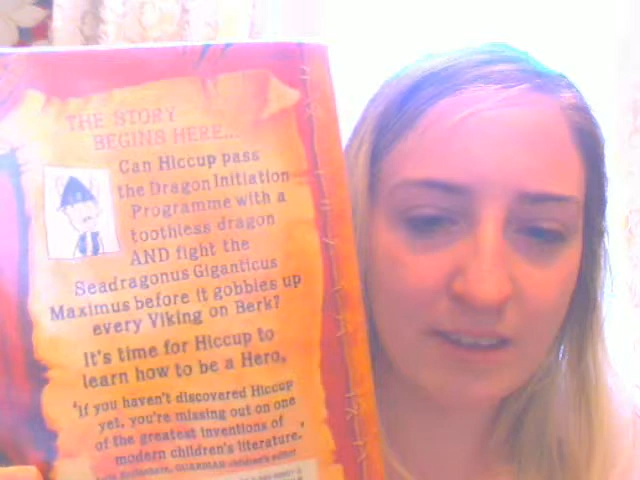 THE STORY
BEGINS HERE...
Can Hiccup pass
the Dragon Initiation
Programme with a
toothless dragon
AND fight the
Seadragonus Giganticus
Maximus before it gobbles up
every Viking on Berk?
It's time for Hiccup to
learn how to be a Hero.
'If you haven't discovered Hiccup
yet, you're missing out on one
of the greatest inventions of
modern children's literature.'
GUARDIAN children's editor